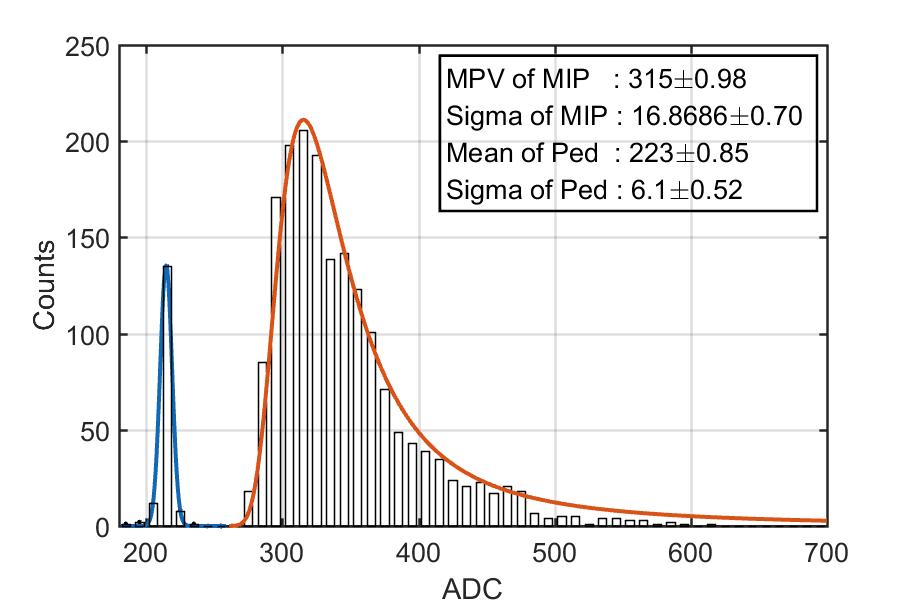 250
200
150
100
50
0
Counts
MPV of MIP : 315±0.98
Sigma of MIP : 16.8686±0.70
Mean of Ped : 223±0.85
Sigma of Ped : 6.1±0.52
200 300 400 500 600 700
ADC